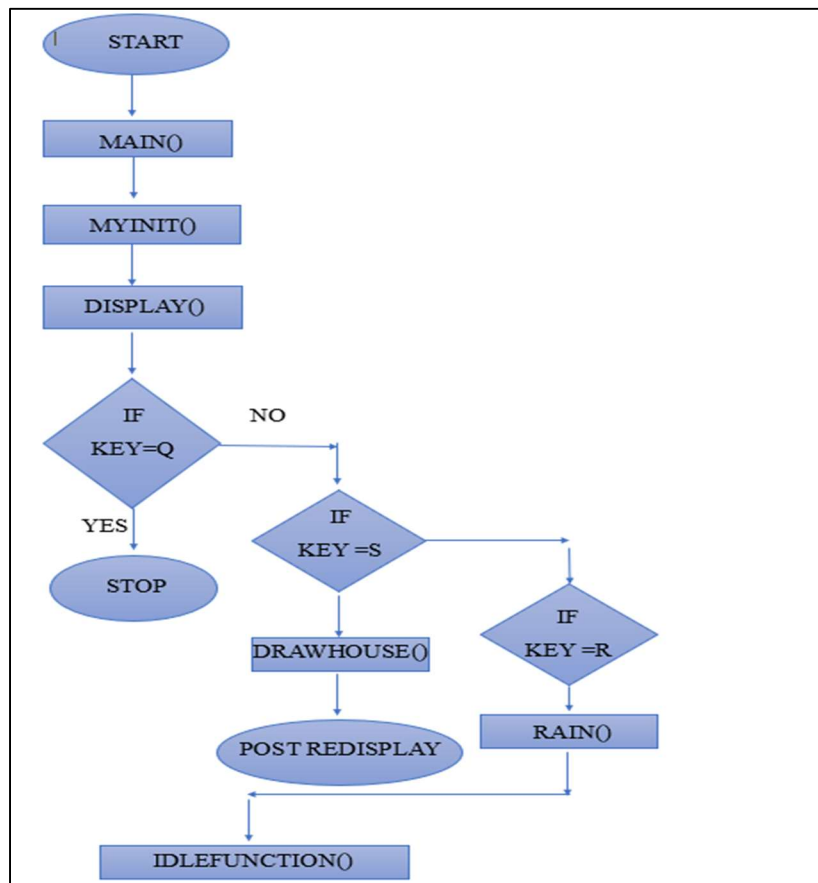 START
MAIN()
MYINIT()
DISPLAY()
IF
KEY=Q
NO
YES
STOP
IF
KEY =S
IF
KEY =R
DRAWHOUSE()
RAIN()
POST REDISPLAY
IDLEFUNCTION()